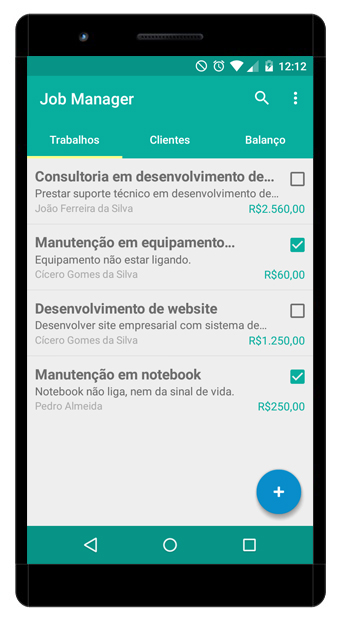 12:12
Job Manager
Trabalhos Clientes Balanço
Consultoria em desenvolvimento de...
Prestar suporte técnico em desenvolvimento de...
João Ferreira da Silva R$2.560,00
Manutenção em equipamento...
Equipamento não estar ligando.
Cícero Gomes da Silva R$60,00
Desenvolvimento de website
Desenvolver site empresarial com sistema de...
Cícero Gomes da Silva R$1.250,00
Manutenção em notebook
Notebook não liga, nem da sinal de vida.
Pedro Almeida R$250,00
+